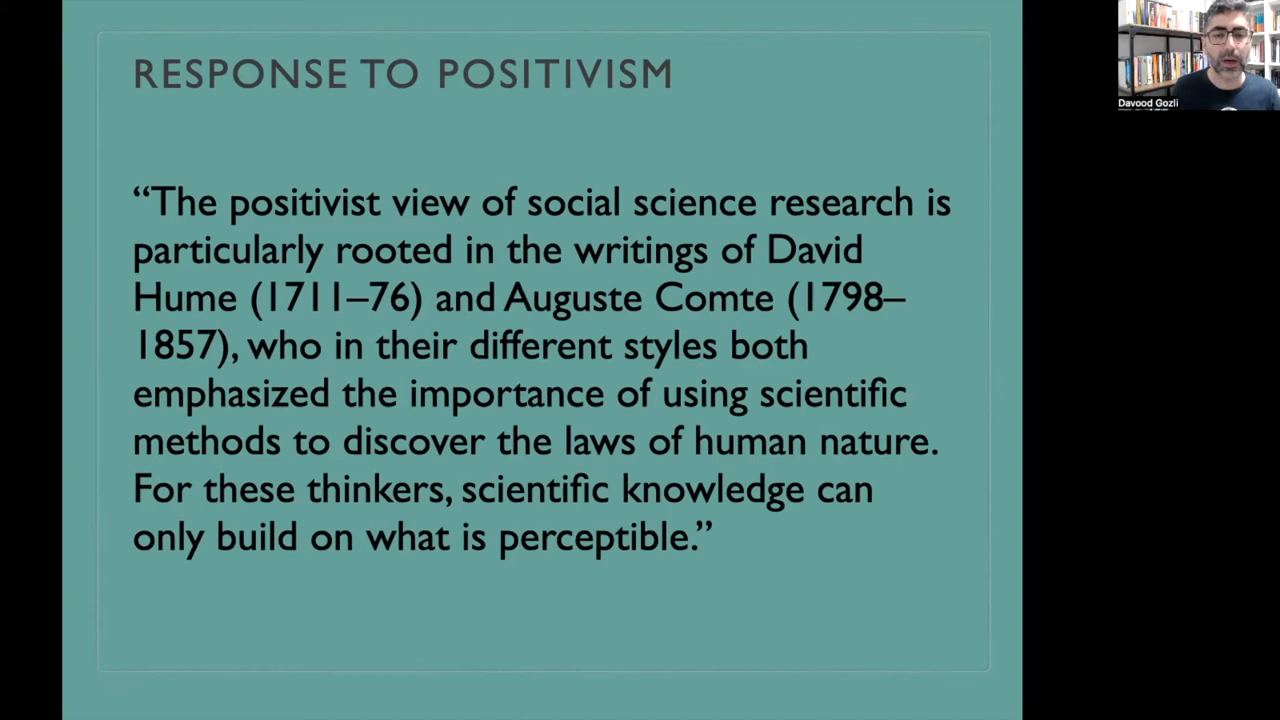 RESPONSE TO POSITIVISM
“The positivist view of social science research is
particularly rooted in the writings of David
Hume (1711–76) and Auguste Comte (1798–
1857), who in their different styles both
emphasized the importance of using scientific
methods to discover the laws of human nature.
For these thinkers, scientific knowledge can
only build on what is perceptible.”
Davood Gozli